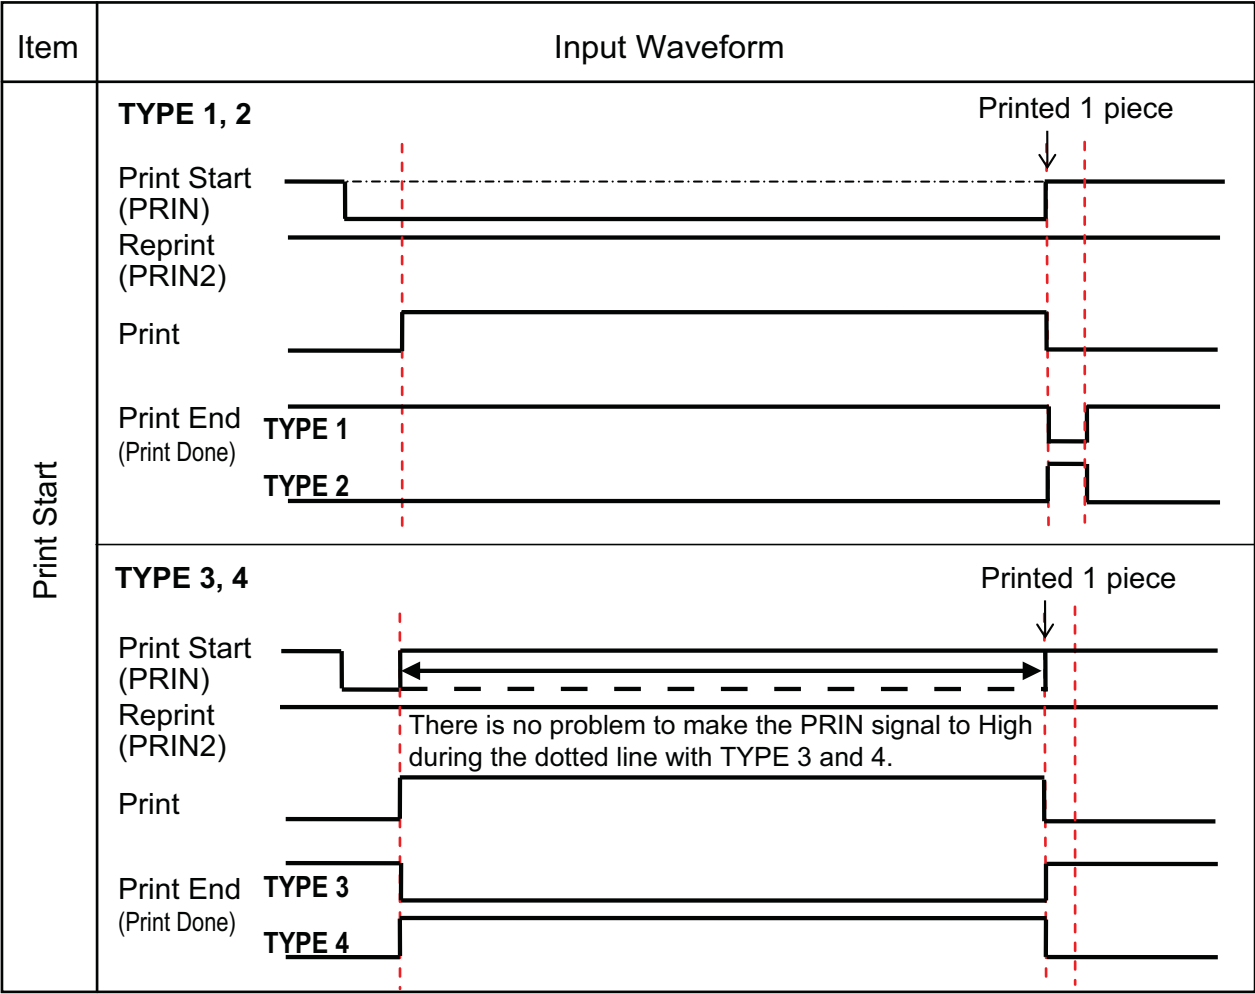 Item
Input Waveform
Print Start
TYPE 1, 2
Printed 1 piece
Print Start
(PRIN)
Reprint
(PRIN2)
Print
Print End
(Print Done)
TYPE 1
TYPE 2
TYPE 3, 4
Printed 1 piece
Print Start
(PRIN)
Reprint
(PRIN2)
There is no problem to make the PRIN signal to High
during the dotted line with TYPE 3 and 4.
Print
Print End
(Print Done)
TYPE 3
TYPE 4